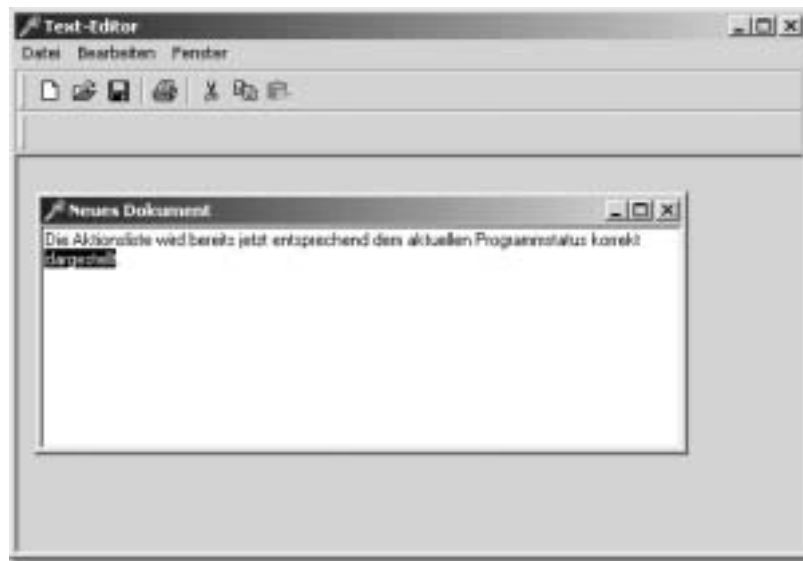 Text-Editor
Datei Bearbeiten Fenster
Neues Dokument
Die Aktionsliste wird bereits jetzt entsprechend dem aktuellen Programmstatus korrekt
dargestellt